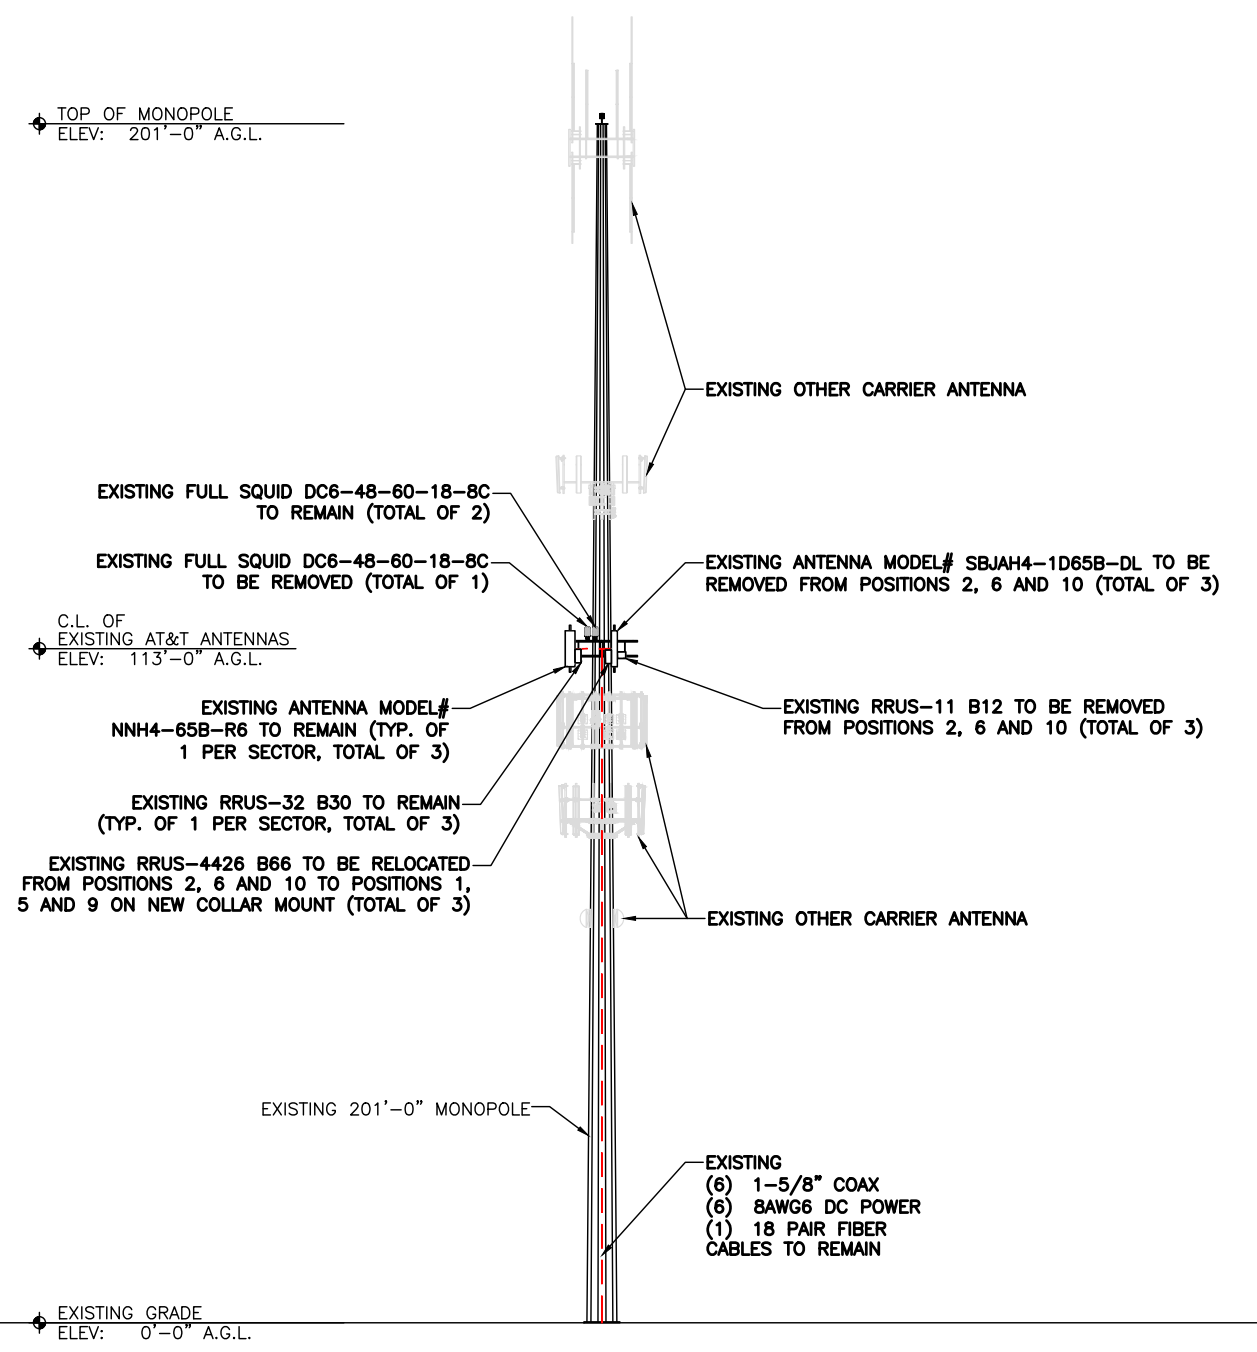 TOP OF MONOPOLE
ELEV: 201'-0" A.G.L.
EXISTING OTHER CARRIER ANTENNA
EXISTING FULL SQUID DC6-48-60-18-8C
TO REMAIN (TOTAL OF 2)
EXISTING FULL SQUID DC6-48-60-18-8C
TO BE REMOVED (TOTAL OF 1)
EXISTING ANTENNA MODEL# SBJAH4-1D65B-DL TO BE
REMOVED FROM POSITIONS 2, 6 AND 10 (TOTAL OF 3)
C.L. OF
EXISTING AT&T ANTENNAS
ELEV: 113'-0" A.G.L.
EXISTING ANTENNA MODEL#
NNH4-65B-R6 TO REMAIN (TYP. OF
1 PER SECTOR, TOTAL OF 3)
EXISTING RRUS-11 B12 TO BE REMOVED
FROM POSITIONS 2, 6 AND 10 (TOTAL OF 3)
EXISTING RRUS-32 B30 TO REMAIN
(TYP. OF 1 PER SECTOR, TOTAL OF 3)
EXISTING RRUS-4426 B66 TO BE RELOCATED
FROM POSITIONS 2, 6 AND 10 TO POSITIONS 1,
5 AND 9 ON NEW COLLAR MOUNT (TOTAL OF 3)
EXISTING OTHER CARRIER ANTENNA
EXISTING 201'-0" MONOPOLE
EXISTING
(6) 1-5/8" COAX
(6) 8AWG6 DC POWER
(1) 18 PAIR FIBER
CABLES TO REMAIN
EXISTING GRADE
ELEV: 0'-0" A.G.L.